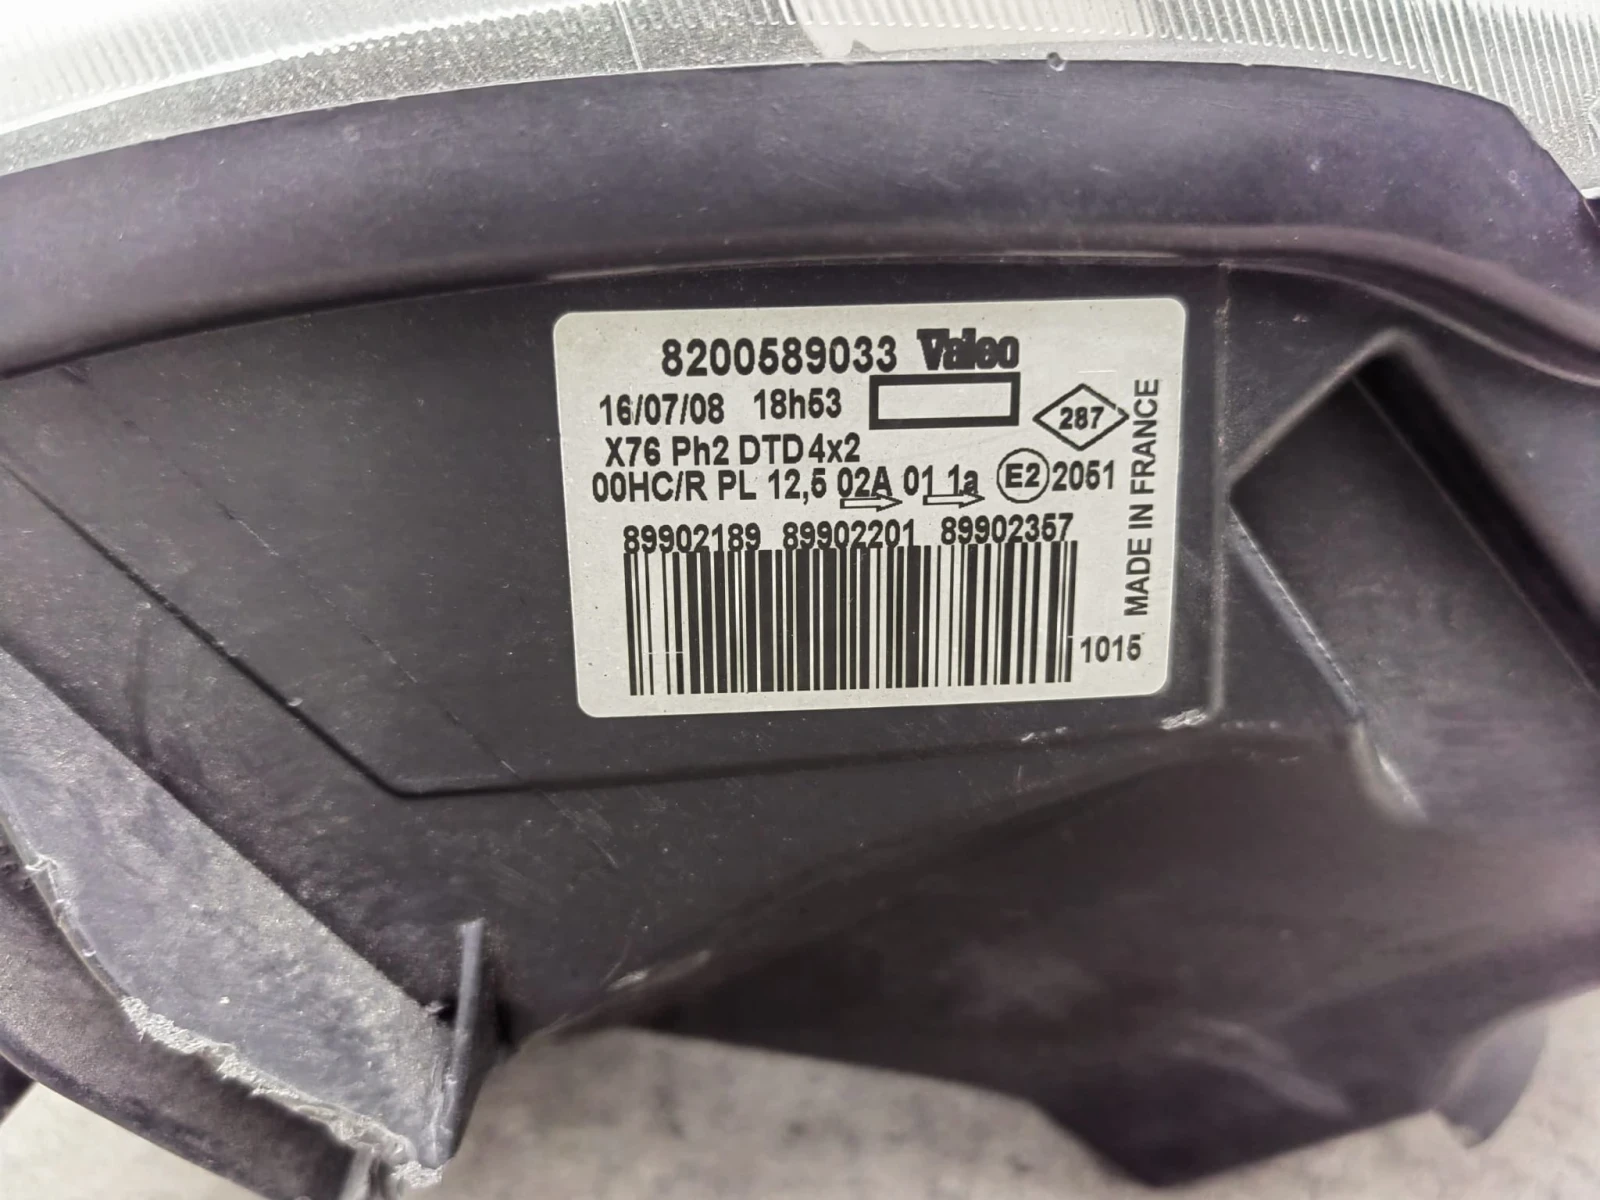 8200589033 Valeo
16/07/08 18h53
287
X76 Ph2 DTD 4x2
00HC/R PL 12,5 02A 01 1a E2 2051
89902189 89902201 89902357
1015
MADE IN FRANCE